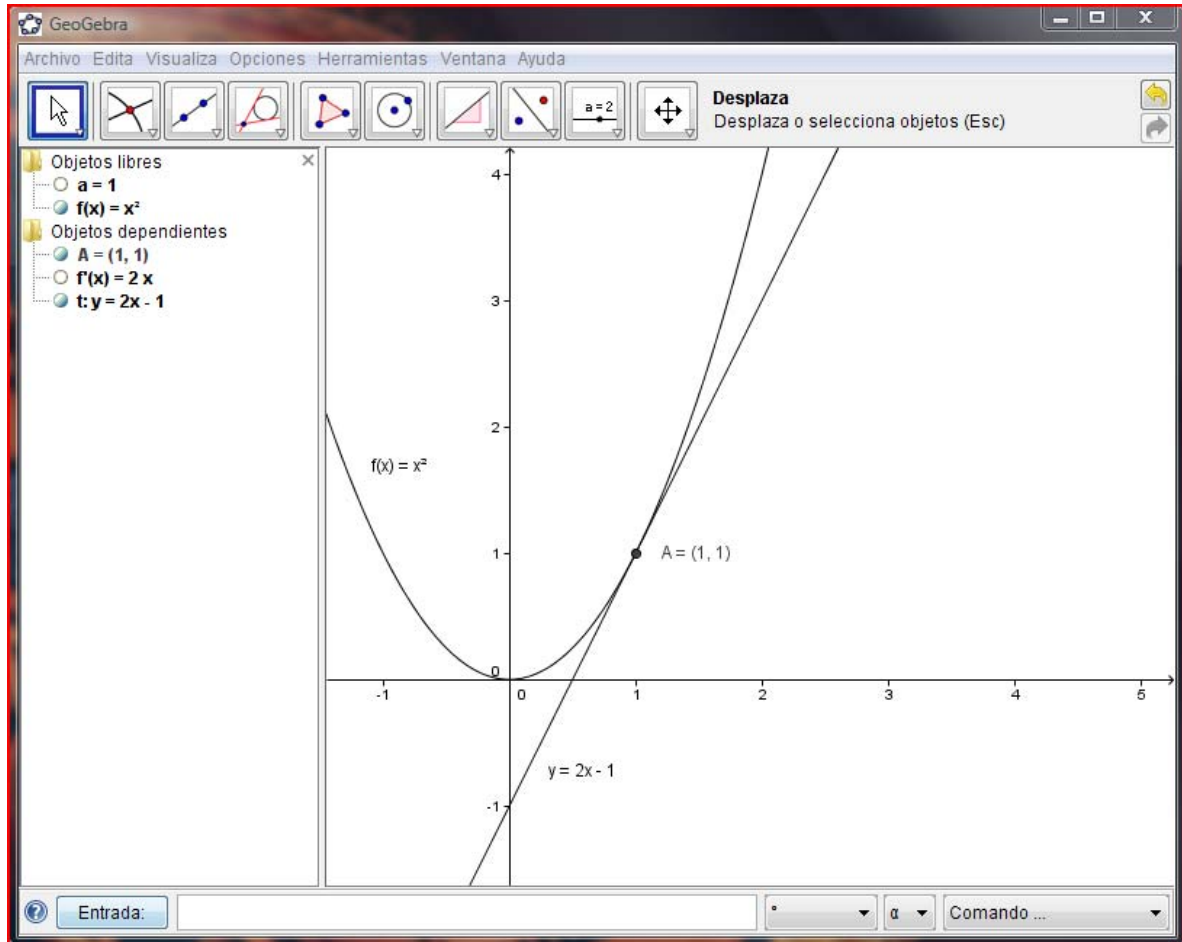 GeoGebra
Archivo Edita Visualiza Opciones Herramientas Ventana Ayuda
a = 2
Desplaza
Desplaza o selecciona objetos (Esc)
Objetos libres
a = 1
f(x) = x²
Objetos dependientes
A = (1, 1)
f'(x) = 2 x
t: y = 2x - 1
4
3
2
f(x) = x²
1
A = (1, 1)
0
-1 0 1 2 3 4 5
y = 2x - 1
-1
Entrada:
°
α
Comando ...